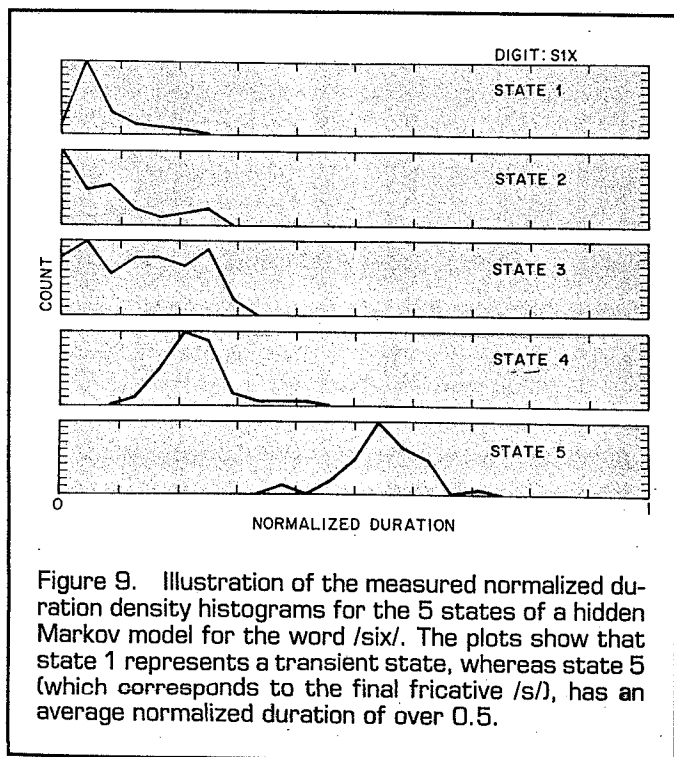 DIGIT: S1X
STATE 1
STATE 2
STATE 3
STATE 4
STATE 5
COUNT
0
1
NORMALIZED DURATION
Figure 9. Illustration of the measured normalized du-
ration density histograms for the 5 states of a hidden
Markov model for the word /six/. The plots show that
state 1 represents a transient state, whereas state 5
(which corresponds to the final fricative /s/), has an
average normalized duration of over 0.5.